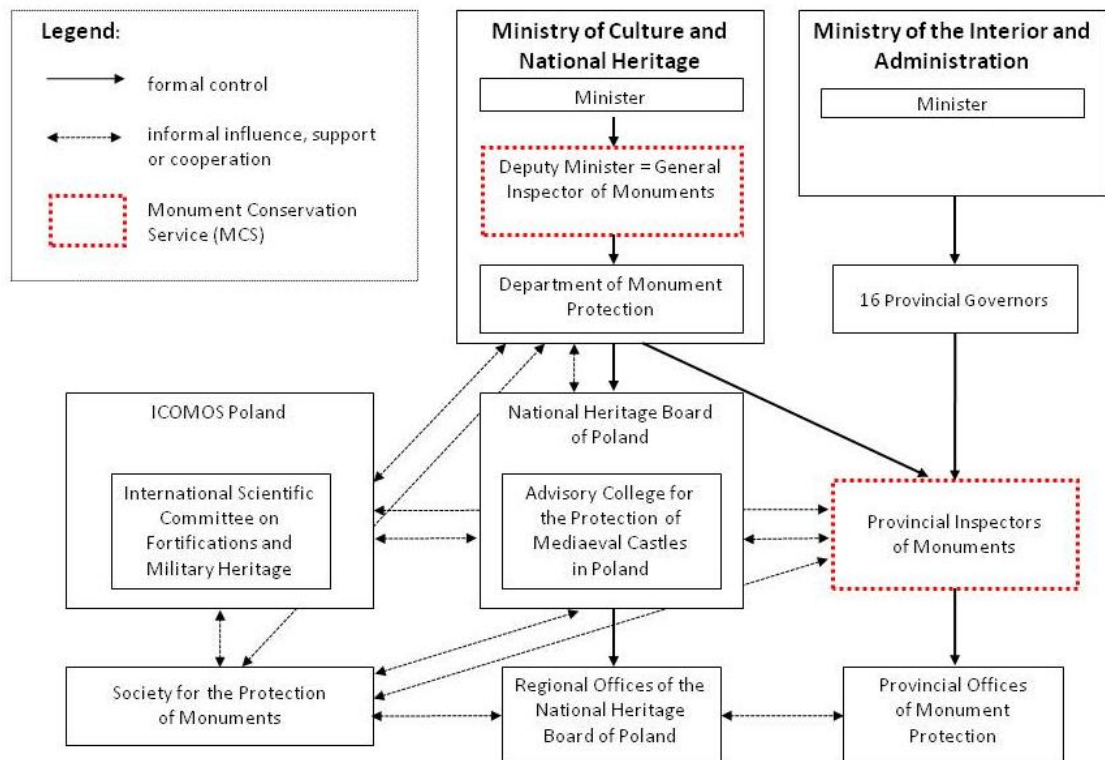 Legend:
formal control
informal influence, support
or cooperation
Monument Conservation
Service (MCS)
Ministry of Culture and
National Heritage
Minister
Deputy Minister = General
Inspector of Monuments
Department of Monument
Protection
Ministry of the Interior and
Administration
Minister
16 Provincial Governors
ICOMOS Poland
International Scientific
Committee on
Fortifications and
Military Heritage
National Heritage Board
of Poland
Advisory College for
the Protection of
Mediaeval Castles
in Poland
Provincial Inspectors
of Monuments
Society for the Protection
of Monuments
Regional Offices of the
National Heritage
Board of Poland
Provincial Offices
of Monument
Protection